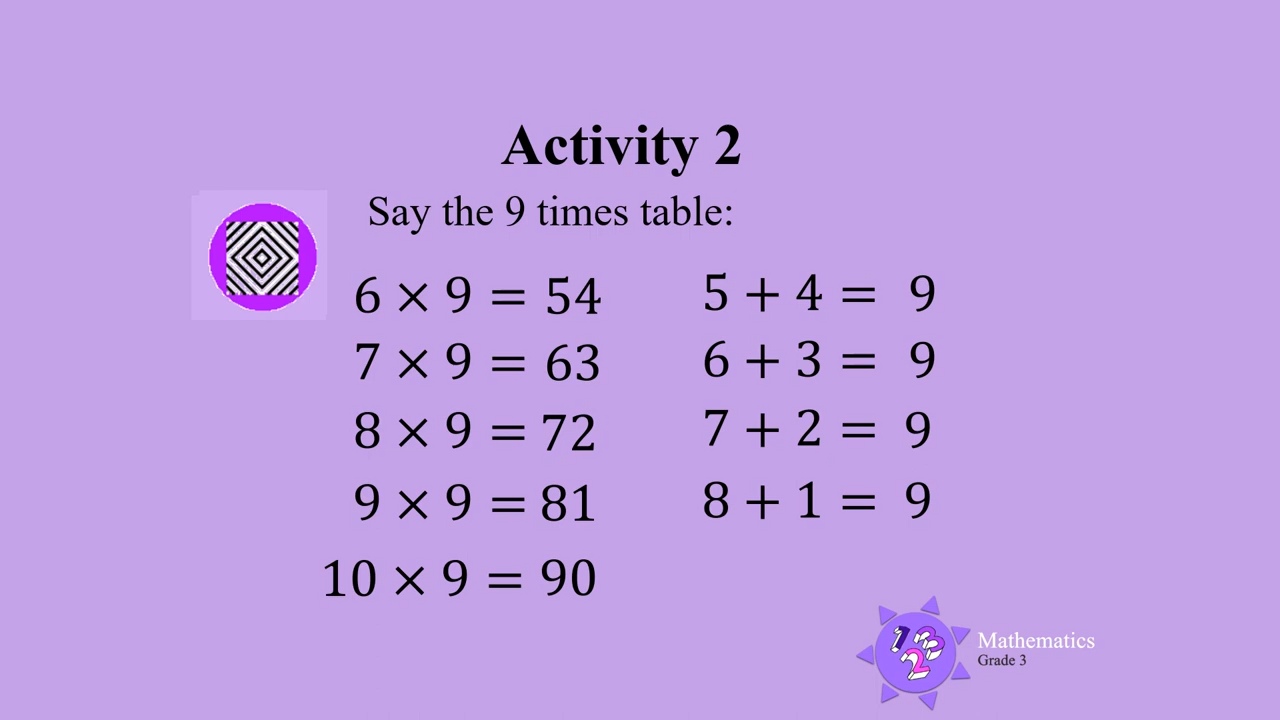 Activity 2
Say the 9 times table:
6 × 9 = 54 5 + 4 = 9
7 × 9 = 63 6 + 3 = 9
8 × 9 = 72 7 + 2 = 9
9 × 9 = 81 8 + 1 = 9
10 × 9 = 90
123
Mathematics
Grade 3